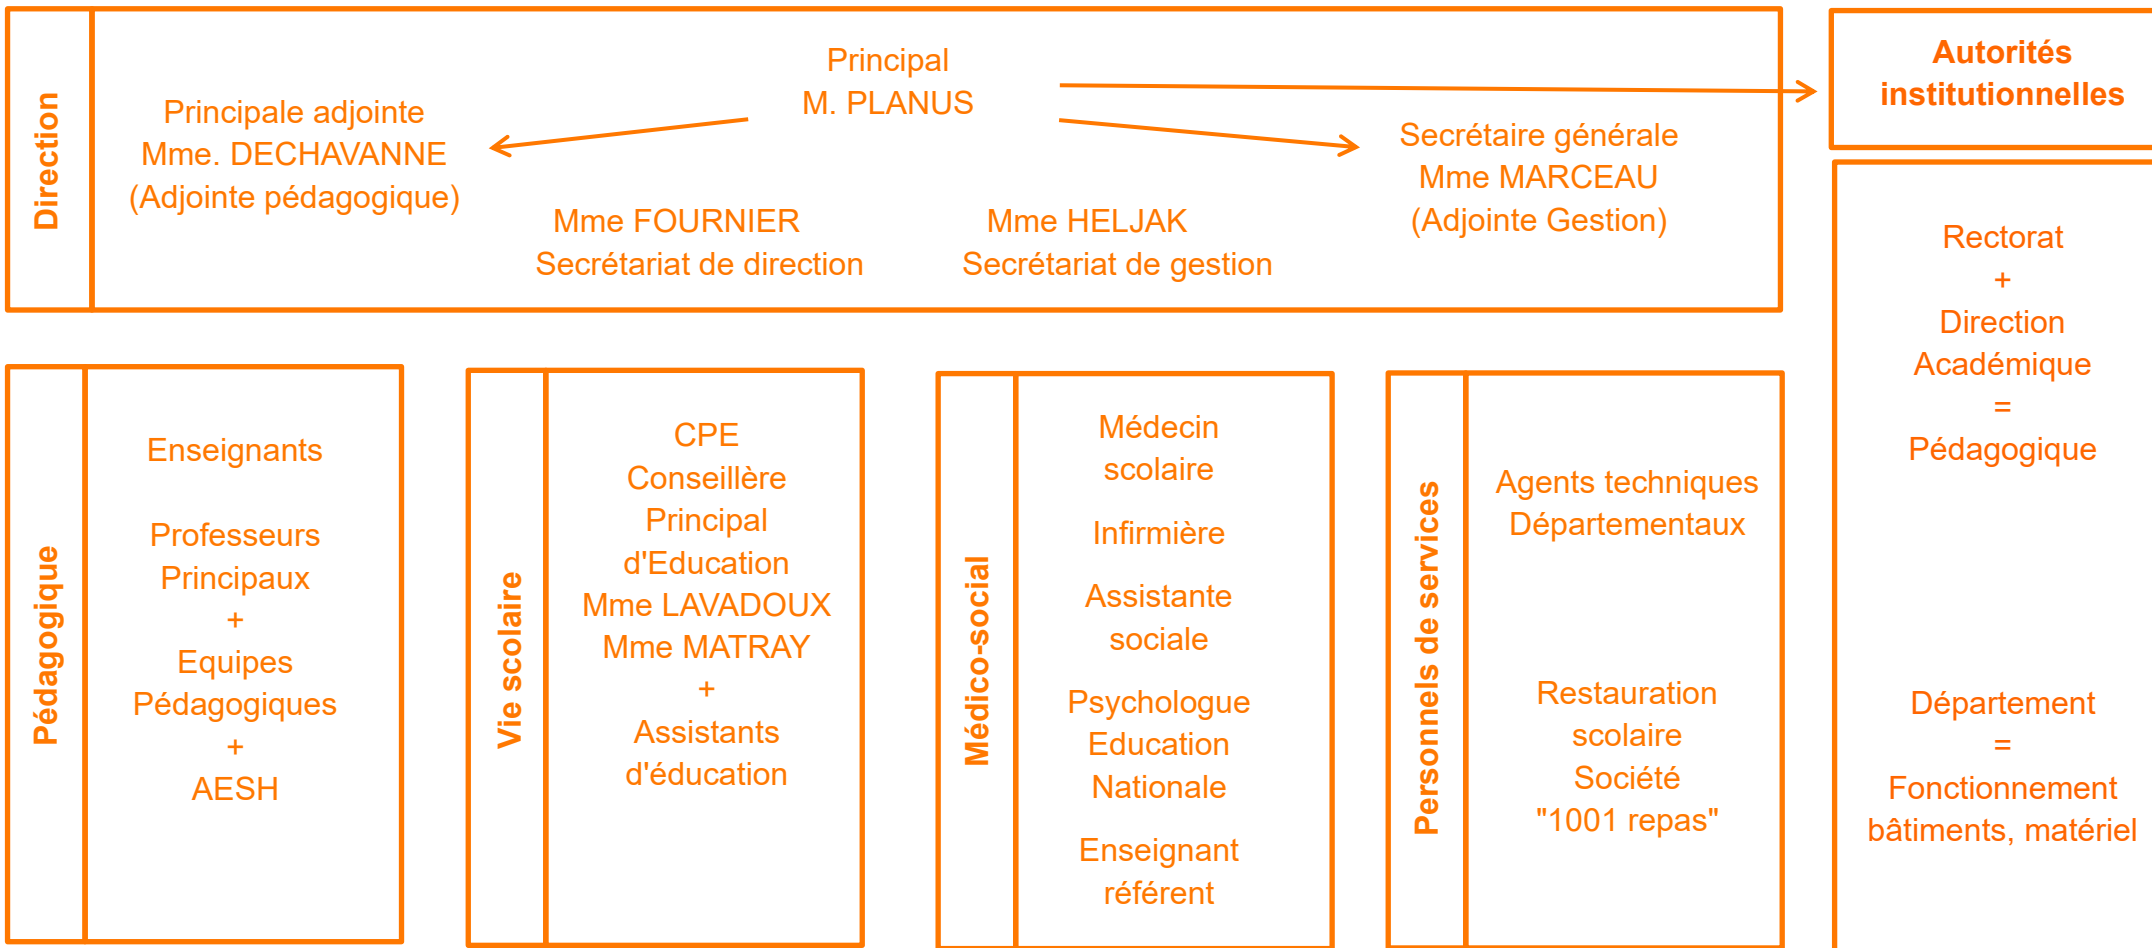 Direction
Principal
M. PLANUS
Principale adjointe
Mme. DECHAVANNE
(Adjointe pédagogique)
Secrétaire générale
Mme MARCEAU
(Adjointe Gestion)
Mme FOURNIER
Secrétariat de direction
Mme HELJAK
Secrétariat de gestion
Autorités
institutionnelles
Rectorat
+
Direction
Académique
=
Pédagogique
Département
=
Fonctionnement
bâtiments, matériel
Pédagogique
Enseignants
Professeurs
Principaux
+
Equipes
Pédagogiques
+
AESH
Vie scolaire
CPE
Conseillère
Principal
d'Education
Mme LAVADOUX
Mme MATRAY
+
Assistants
d'éducation
Médico-social
Médecin
scolaire
Infirmière
Assistante
sociale
Psychologue
Education
Nationale
Enseignant
référent
Personnels de services
Agents techniques
Départementaux
Restauration
scolaire
Société
"1001 repas"